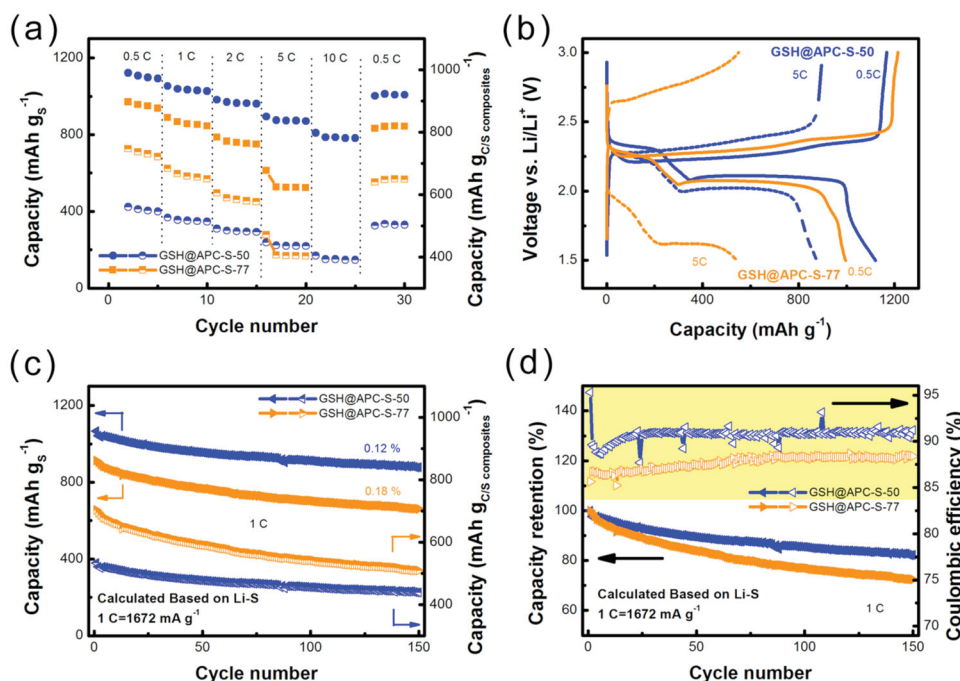 (a)
1200
800
400
0
1000
900
800
700
600
500
400
0.5 C
1 C
2 C
5 C
10 C
0.5 C
GSH@APC-S-50
GSH@APC-S-77
0
10
20
30
Cycle number
Capacity (mAh gS-1)
Capacity (mAh gC/S composites-1)
(b)
3.0
2.5
2.0
1.5
GSH@APC-S-50
5C
0.5C
5C
GSH@APC-S-77
0.5C
0
400
800
1200
Capacity (mAh g-1)
Voltage vs. Li/Li+ (V)
(c)
1200
1000
800
600
400
200
0
1000
900
800
700
600
500
400
GSH@APC-S-50
GSH@APC-S-77
0.12 %
0.18 %
1 C
Calculated Based on Li-S
1 C=1672 mA g-1
0
50
100
150
Cycle number
Capacity (mAh gS-1)
Capacity (mAh gC/S composites-1)
(d)
140
120
100
80
60
95
90
85
80
75
70
GSH@APC-S-50
GSH@APC-S-77
Calculated Based on Li-S
1 C=1672 mA g-1
1 C
0
50
100
150
Cycle number
Capacity retention (%)
Coulombic efficiency (%)